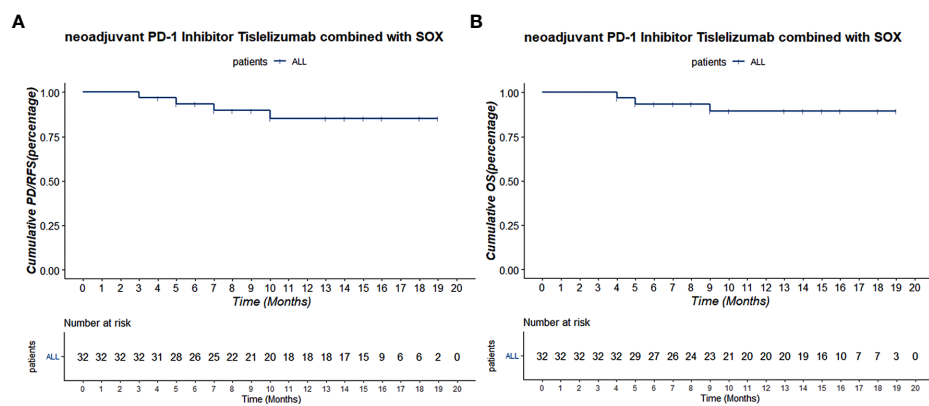 A
neoadjuvant PD-1 Inhibitor Tislelizumab combined with SOX
patients ALL
Cumulative PD/RFS(percentage)
1.00
0.75
0.50
0.25
0.00
0 1 2 3 4 5 6 7 8 9 10 11 12 13 14 15 16 17 18 19 20
Time (Months)
Number at risk
patients
ALL 32 32 32 32 31 28 26 25 22 21 20 18 18 18 17 15 9 6 6 2 0
0 1 2 3 4 5 6 7 8 9 10 11 12 13 14 15 16 17 18 19 20
Time (Months)
B
neoadjuvant PD-1 Inhibitor Tislelizumab combined with SOX
patients ALL
Cumulative OS(percentage)
1.00
0.75
0.50
0.25
0.00
0 1 2 3 4 5 6 7 8 9 10 11 12 13 14 15 16 17 18 19 20
Time (Months)
Number at risk
patients
ALL 32 32 32 32 32 29 27 26 24 23 21 20 20 20 19 16 10 7 7 3 0
0 1 2 3 4 5 6 7 8 9 10 11 12 13 14 15 16 17 18 19 20
Time (Months)